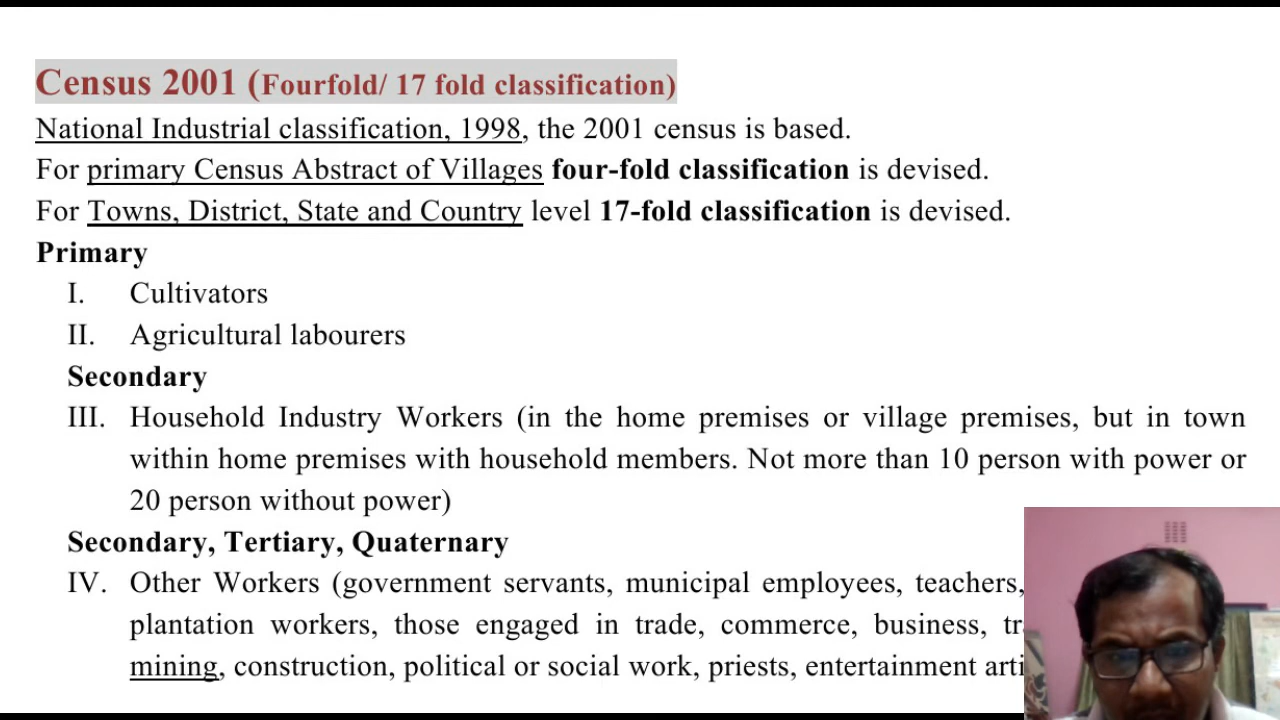 Census 2001 (Fourfold/ 17 fold classification)
National Industrial classification, 1998, the 2001 census is based.
For primary Census Abstract of Villages four-fold classification is devised.
For Towns, District, State and Country level 17-fold classification is devised.
Primary
I. Cultivators
II. Agricultural labourers
Secondary
III. Household Industry Workers (in the home premises or village premises, but in town
within home premises with household members. Not more than 10 person with power or
20 person without power)
Secondary, Tertiary, Quaternary
IV. Other Workers (government servants, municipal employees, teachers,
plantation workers, those engaged in trade, commerce, business,
mining, construction, political or social work, priests, entertainment